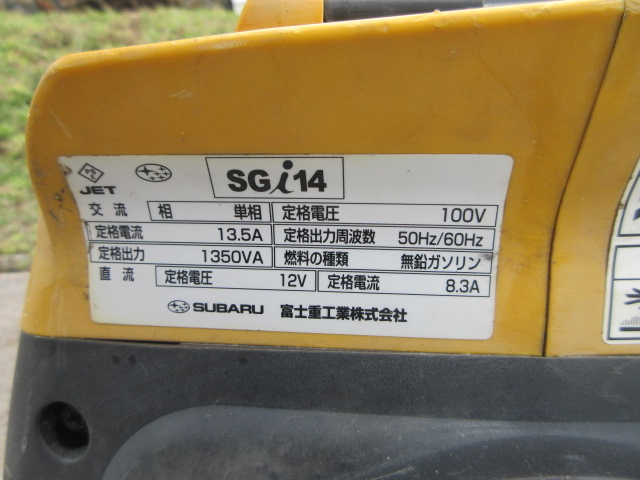 PSE JET SGi14
交流 相 単相 定格電圧 100V
定格電流 13.5A 定格出力周波数 50Hz/60Hz
定格出力 1350VA 燃料の種類 無鉛ガソリン
直流 定格電圧 12V 定格電流 8.3A
SUBARU 富士重工業株式会社